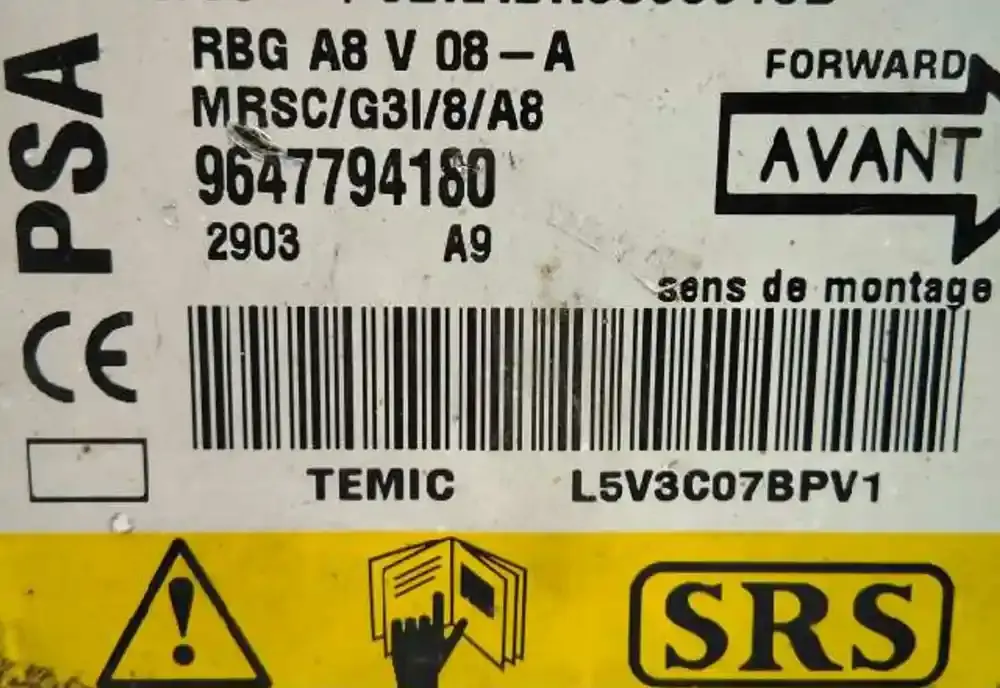 RBG A8 V 08-A
MRSC/G3I/8/A8
9647794180
2903 A9
PSA
CE
FORWARD
AVANT
sens de montage
TEMIC L5V3C07BPV1
SRS